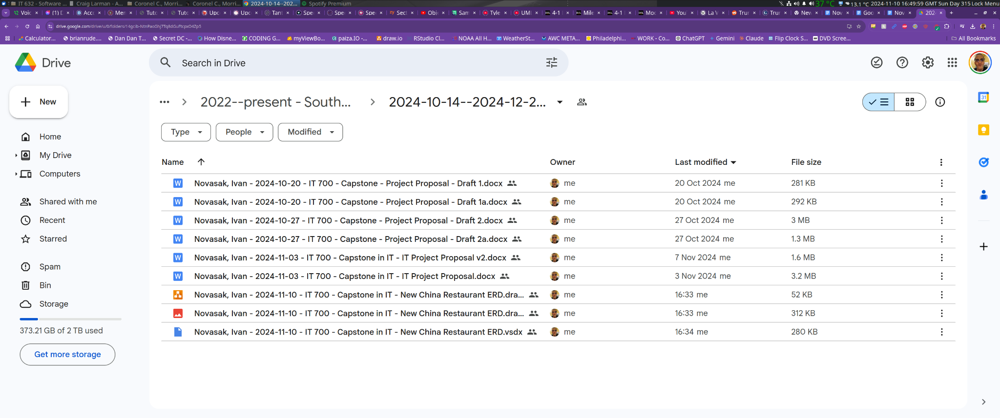 IT 632 - Software ... Craig Larman - A... Coronel C., Morri... Coronel C., Morri... 2024-10-14--202... Spotify Premium 37 °C 13.1 °C 2024-11-10 16:49:59 GMT Sun Day 315 Lock Menu
Voic (1) Acco Men Tuto Tuto Upco Upco Tant Spe Spe Spe Sect Obje Sam Tyle UMI 4-1 Mile 4-1 Moc You La V Trur Trur New Nov Goo Nov 202
drive.google.com/drive/u/0/folders/14gcib-NtnPaoGhj7Tq8dGuFtcpxO4Zp5
Calculator... brianrude.... Dan Dan T... Secret DC -... How Disne... CODING G... myViewBo... paiza.IO -... draw.io RStudio Cl... NOAA All H... WeatherSt... AWC META... Philadelphi... WORK - Co... ChatGPT Gemini Claude Flip Clock S... DVD Scree... All Bookmarks
Drive
Search in Drive
New
2022--present - South... 2024-10-14--2024-12-2...
Type People Modified
Home
My Drive
Computers
Shared with me
Recent
Starred
Spam
Bin
Storage
373.21 GB of 2 TB used
Get more storage
Name Owner Last modified File size
Novasak, Ivan - 2024-10-20 - IT 700 - Capstone - Project Proposal - Draft 1.docx me 20 Oct 2024 me 281 KB
Novasak, Ivan - 2024-10-20 - IT 700 - Capstone - Project Proposal - Draft 1a.docx me 20 Oct 2024 me 292 KB
Novasak, Ivan - 2024-10-27 - IT 700 - Capstone - Project Proposal - Draft 2.docx me 27 Oct 2024 me 3 MB
Novasak, Ivan - 2024-10-27 - IT 700 - Capstone - Project Proposal - Draft 2a.docx me 27 Oct 2024 me 1.3 MB
Novasak, Ivan - 2024-11-03 - IT 700 - Capstone in IT - IT Project Proposal v2.docx me 7 Nov 2024 me 1.6 MB
Novasak, Ivan - 2024-11-03 - IT 700 - Capstone in IT - IT Project Proposal.docx me 3 Nov 2024 me 3.2 MB
Novasak, Ivan - 2024-11-10 - IT 700 - Capstone in IT - New China Restaurant ERD.dra... me 16:33 me 52 KB
Novasak, Ivan - 2024-11-10 - IT 700 - Capstone in IT - New China Restaurant ERD.dra... me 16:33 me 312 KB
Novasak, Ivan - 2024-11-10 - IT 700 - Capstone in IT - New China Restaurant ERD.vsdx me 16:34 me 280 KB
31